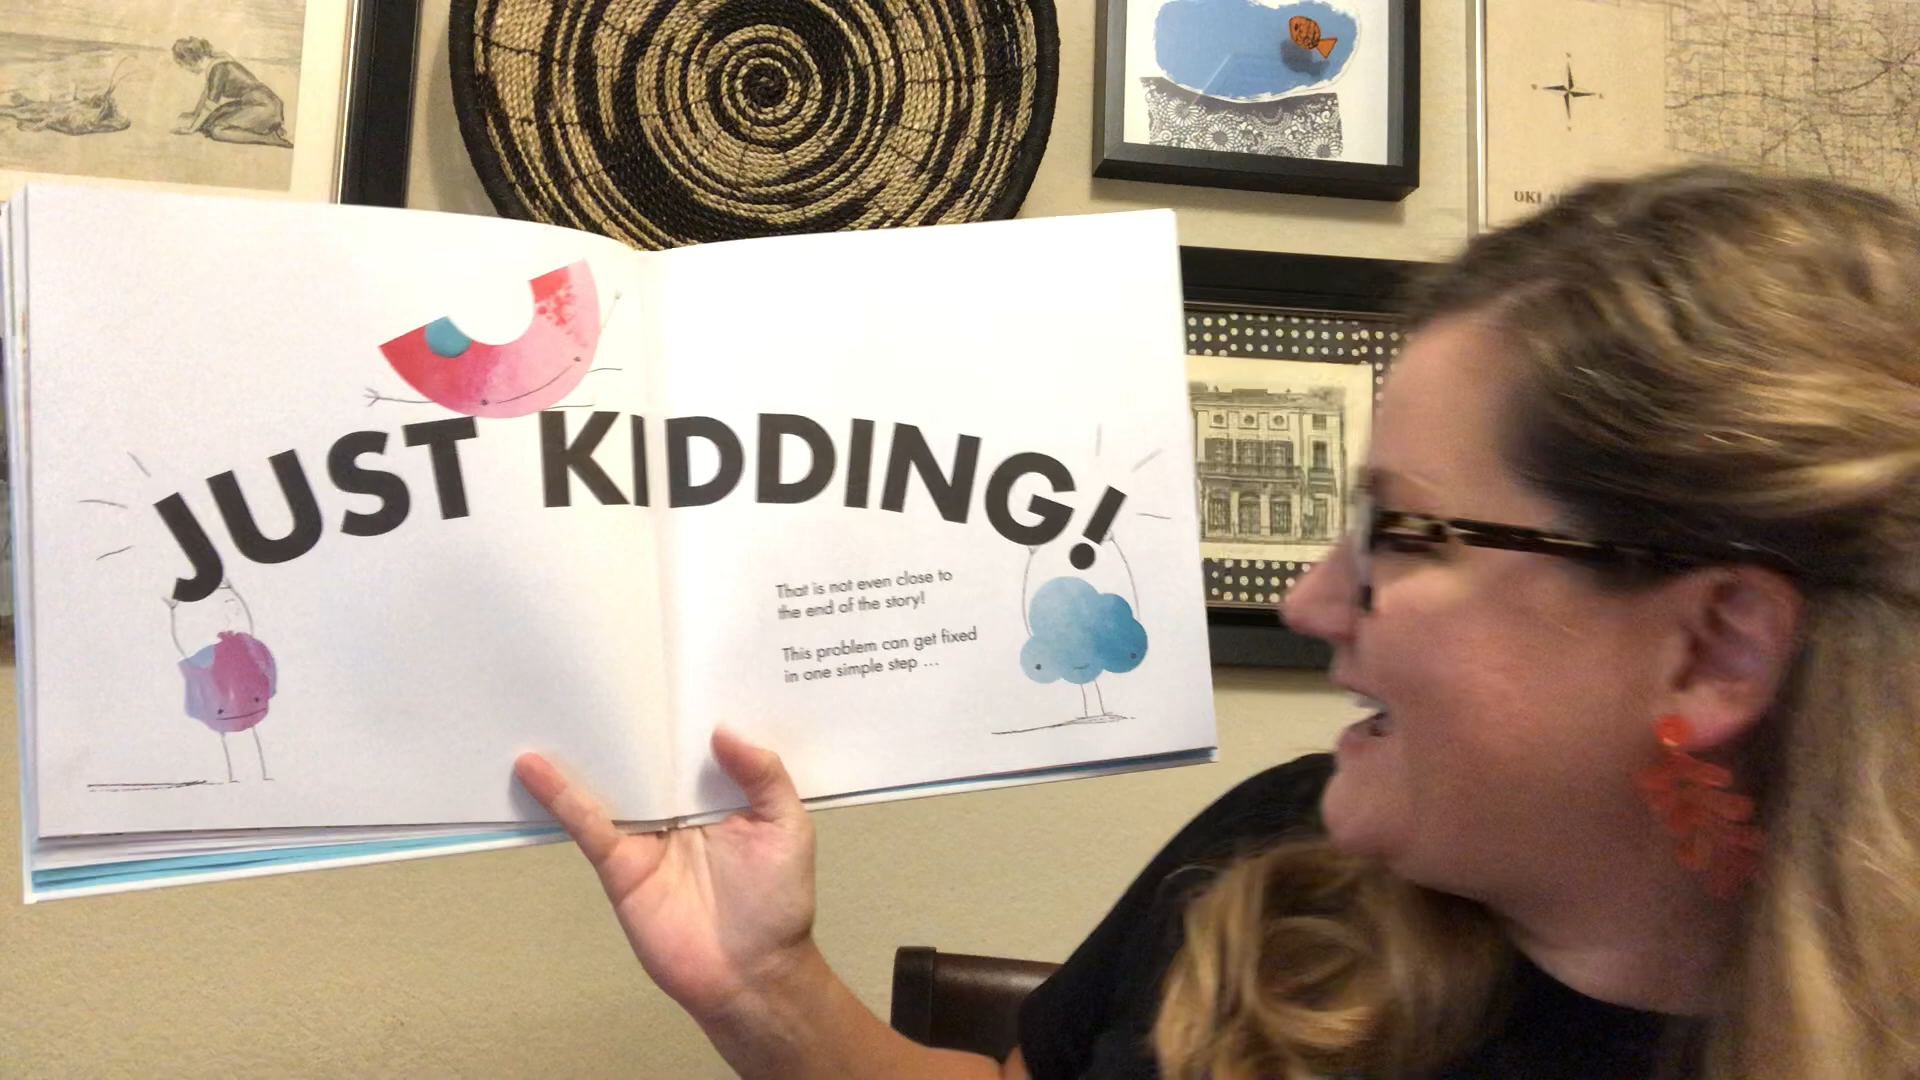 JUST KIDDING!
That is not even close to
the end of the story!
This problem can get fixed
in one simple step ...